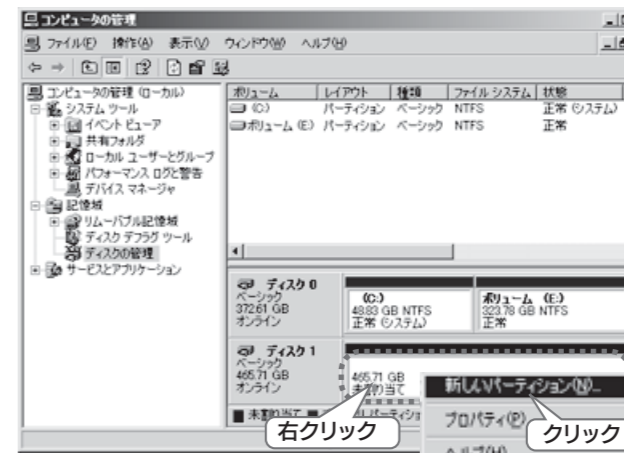 コンピュータの管理
ファイル(F) 操作(A) 表示(V) ウィンドウ(W) ヘルプ(H)
コンピュータの管理 (ローカル)
システム ツール
イベント ビューア
共有フォルダ
ローカル ユーザーとグループ
パフォーマンス ログと警告
デバイス マネージャ
記憶域
リムーバブル記憶域
ディスク デフラグ ツール
ディスクの管理
サービスとアプリケーション
ボリューム レイアウト 種類 ファイル システム 状態
(C:) パーティション ベーシック NTFS 正常 (システム)
ボリューム (E:) パーティション ベーシック NTFS 正常
ディスク 0
ベーシック
372.61 GB
オンライン
(C:)
48.83 GB NTFS
正常 (システム)
ボリューム (E:)
323.78 GB NTFS
正常
ディスク 1
ベーシック
465.71 GB
オンライン
465.71 GB
未割り当て
新しいパーティション(N)...
プロパティ(P)
ヘルプ(H)
未割り当て
右クリック
クリック